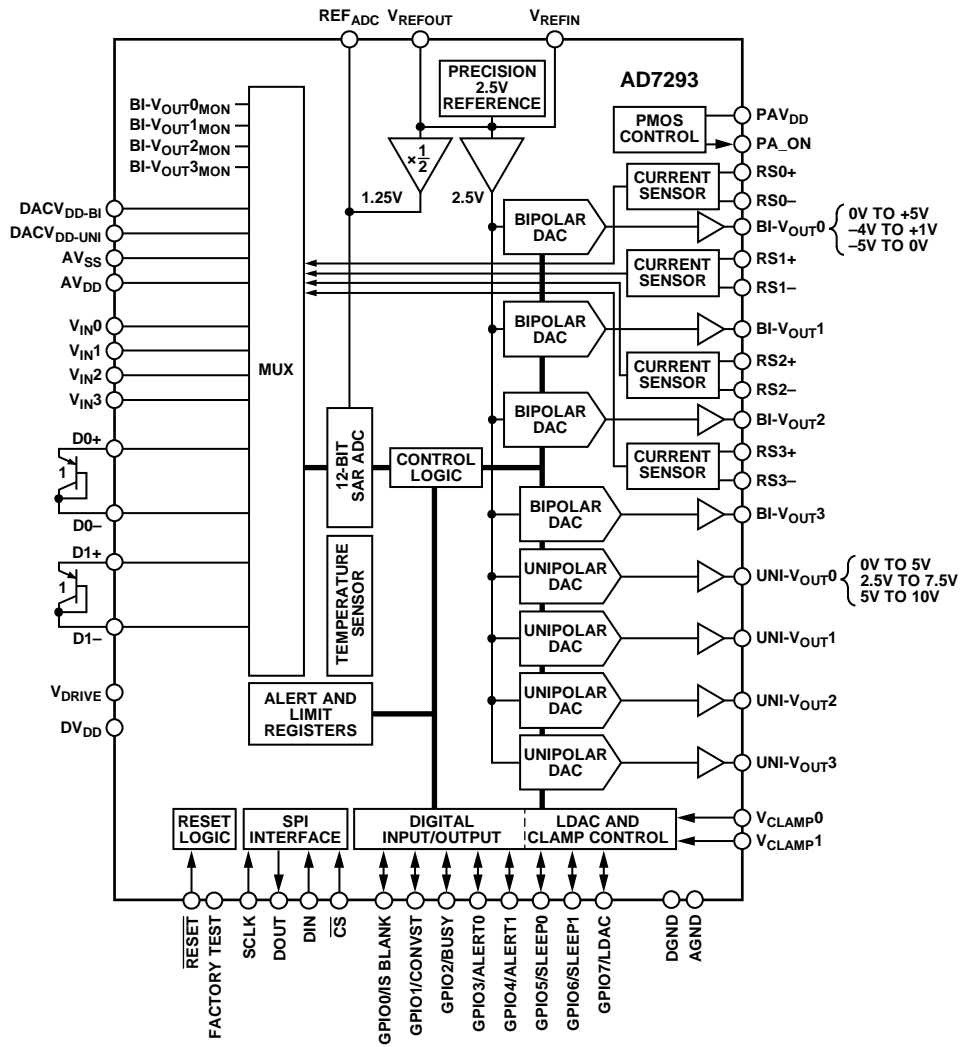 REFADC
VREFOUT
VREFIN
PRECISION
2.5V
REFERENCE
AD7293
BI-VOUT0MON
BI-VOUT1MON
BI-VOUT2MON
BI-VOUT3MON
×1/2
1.25V
2.5V
PMOS
CONTROL
PAVDD
PA_ON
CURRENT
SENSOR
RS0+
RS0–
DACVDD-BI
DACVDD-UNI
AVSS
AVDD
BIPOLAR
DAC
BI-VOUT0
0V TO +5V
–4V TO +1V
–5V TO 0V
CURRENT
SENSOR
RS1+
RS1–
VIN0
VIN1
VIN2
VIN3
MUX
BIPOLAR
DAC
BI-VOUT1
CURRENT
SENSOR
RS2+
RS2–
BIPOLAR
DAC
BI-VOUT2
D0+
1
D0–
12-BIT
SAR ADC
CONTROL
LOGIC
CURRENT
SENSOR
RS3+
RS3–
BIPOLAR
DAC
BI-VOUT3
D1+
1
D1–
TEMPERATURE
SENSOR
UNIPOLAR
DAC
UNI-VOUT0
0V TO 5V
2.5V TO 7.5V
5V TO 10V
UNIPOLAR
DAC
UNI-VOUT1
VDRIVE
DVDD
ALERT AND
LIMIT
REGISTERS
UNIPOLAR
DAC
UNI-VOUT2
UNIPOLAR
DAC
UNI-VOUT3
RESET
LOGIC
SPI
INTERFACE
DIGITAL
INPUT/OUTPUT
LDAC AND
CLAMP CONTROL
VCLAMP0
VCLAMP1
RESET
FACTORY TEST
SCLK
DOUT
DIN
CS
GPIO0/IS BLANK
GPIO1/CONVST
GPIO2/BUSY
GPIO3/ALERT0
GPIO4/ALERT1
GPIO5/SLEEP0
GPIO6/SLEEP1
GPIO7/LDAC
DGND
AGND